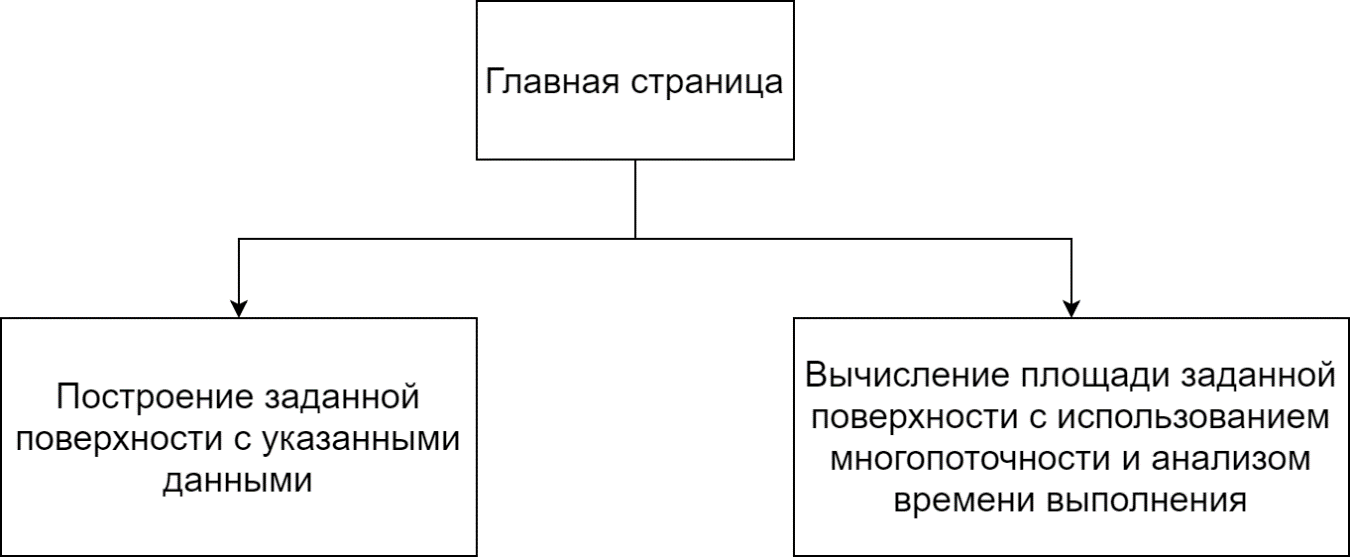 Главная страница
Построение заданной
поверхности с указанными
данными
Вычисление площади заданной
поверхности с использованием
многопоточности и анализом
времени выполнения